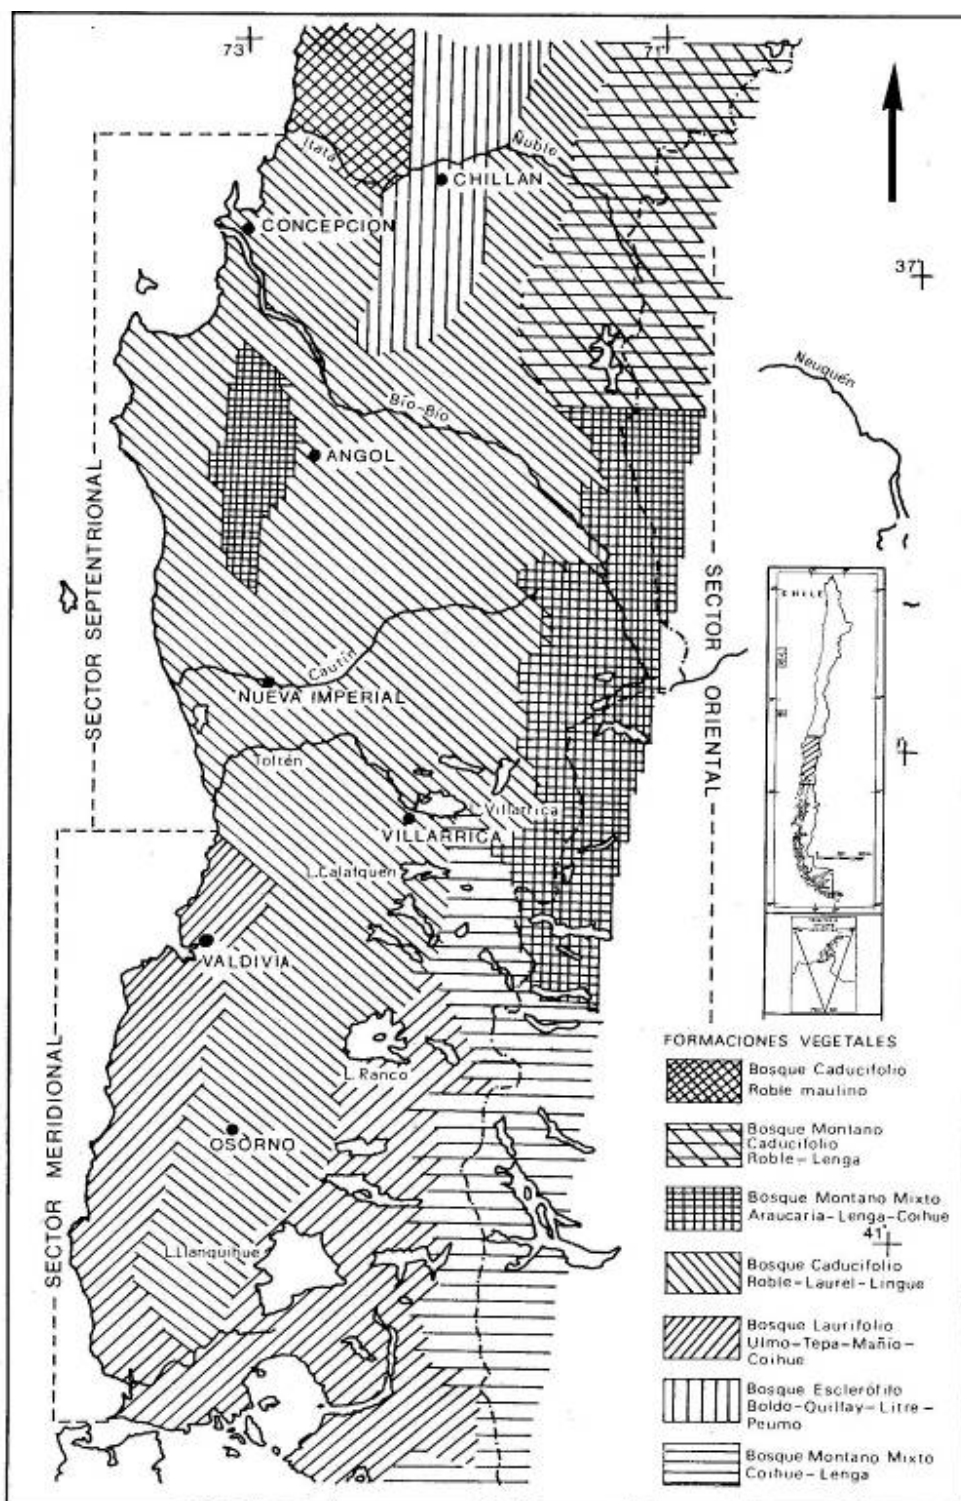 73°
71°
Itata
Ñuble
CHILLAN
CONCEPCION
37°
Neuquén
Bío-Bío
ANGOL
SECTOR SEPTENTRIONAL
SECTOR ORIENTAL
CHILE
Cautín
NUEVA IMPERIAL
Toltén
L. Villarrica
VILLARRICA
L. Calafquen
VALDIVIA
L. Ranco
SECTOR MERIDIONAL
OSORNO
L. Llanquihue
41°
FORMACIONES VEGETALES
Bosque Caducifolio
Roble maulino
Bosque Montano
Caducifolio
Roble-Lenga
Bosque Montano Mixto
Araucaria-Lenga-Coihue
Bosque Caducifolio
Roble-Laurel-Lingue
Bosque Laurifolio
Ulmo-Tepa-Mañío-
Coihue
Bosque Esclerófito
Boldo-Quillay-Litre-
Peumo
Bosque Montano Mixto
Coihue-Lenga